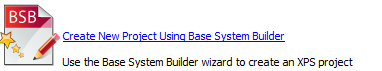 BSB
Create New Project Using Base System Builder
Use the Base System Builder wizard to create an XPS project